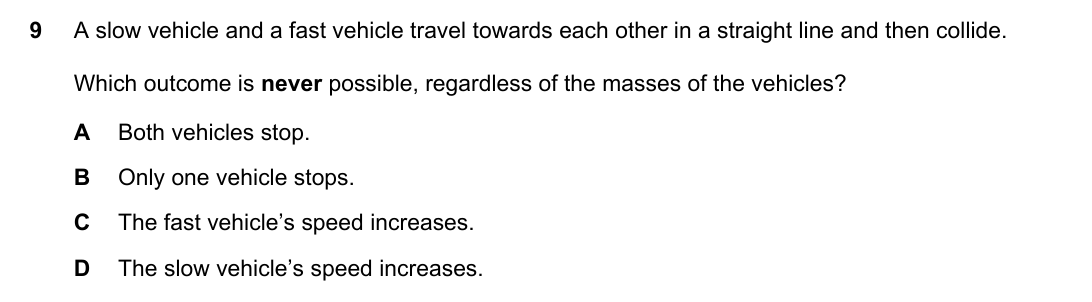 9 A slow vehicle and a fast vehicle travel towards each other in a straight line and then collide.
Which outcome is never possible, regardless of the masses of the vehicles?
A Both vehicles stop.
B Only one vehicle stops.
C The fast vehicle’s speed increases.
D The slow vehicle’s speed increases.